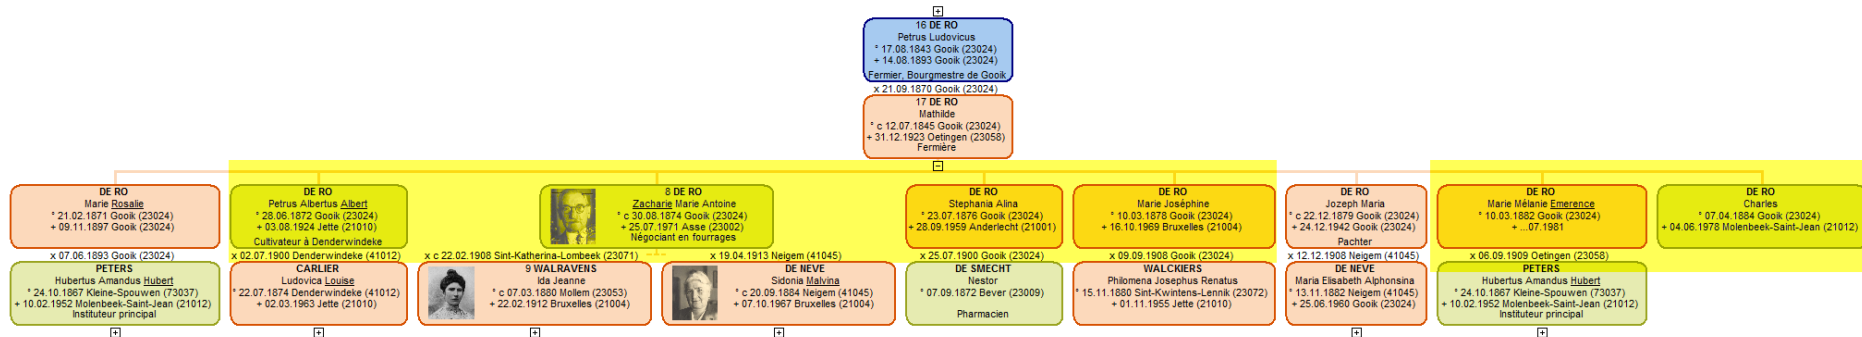 16 DE RO
Petrus Ludovicus
° 17.08.1843 Gooik (23024)
+ 14.08.1893 Gooik (23024)
Fermier, Bourgmestre de Gooik
x 21.09.1870 Gooik (23024)
17 DE RO
Mathilde
° c 12.07.1845 Gooik (23024)
+ 31.12.1923 Oetingen (23058)
Fermière
DE RO
Marie Rosalie
° 21.02.1871 Gooik (23024)
+ 09.11.1897 Gooik (23024)
x 07.06.1893 Gooik (23024)
PETERS
Hubertus Amandus Hubert
° 24.10.1867 Kleine-Spouwen (73037)
+ 10.02.1952 Molenbeek-Saint-Jean (21012)
Instituteur principal
DE RO
Petrus Albertus Albert
° 28.06.1872 Gooik (23024)
+ 03.08.1924 Jette (21010)
Cultivateur à Denderwindeke
x 02.07.1900 Denderwindeke (41012)
CARLIER
Ludovica Louise
° 22.07.1874 Denderwindeke (41012)
+ 02.03.1963 Jette (21010)
8 DE RO
Zacharie Marie Antoine
° c 30.08.1874 Gooik (23024)
+ 25.07.1971 Asse (23002)
Négociant en fourrages
x c 22.02.1908 Sint-Katherina-Lombeek (23071)
9 WALRAVENS
Ida Jeanne
° c 07.03.1880 Mollem (23053)
+ 22.02.1912 Bruxelles (21004)
x 19.04.1913 Neigem (41045)
DE NEVE
Sidonia Malvina
° c 20.09.1884 Neigem (41045)
+ 07.10.1967 Bruxelles (21004)
DE RO
Stephania Alina
° 23.07.1876 Gooik (23024)
+ 28.09.1959 Anderlecht (21001)
x 25.07.1900 Gooik (23024)
DE SMECHT
Nestor
° 07.09.1872 Bever (23009)
Pharmacien
DE RO
Marie Joséphine
° 10.03.1878 Gooik (23024)
+ 16.10.1969 Bruxelles (21004)
x 09.09.1908 Gooik (23024)
WALCKIERS
Philomena Josephus Renatus
° 15.11.1880 Sint-Kwintens-Lennik (23072)
+ 01.11.1955 Jette (21010)
DE RO
Jozeph Maria
° c 22.12.1879 Gooik (23024)
+ 24.12.1942 Gooik (23024)
Pachter
x 12.12.1908 Neigem (41045)
DE NEVE
Maria Elisabeth Alphonsina
° 13.11.1882 Neigem (41045)
+ 25.06.1960 Gooik (23024)
DE RO
Marie Mélanie Emerence
° 10.03.1882 Gooik (23024)
+ ...07.1981
x 06.09.1909 Oetingen (23058)
PETERS
Hubertus Amandus Hubert
° 24.10.1867 Kleine-Spouwen (73037)
+ 10.02.1952 Molenbeek-Saint-Jean (21012)
Instituteur principal
DE RO
Charles
° 07.04.1884 Gooik (23024)
+ 04.06.1978 Molenbeek-Saint-Jean (21012)